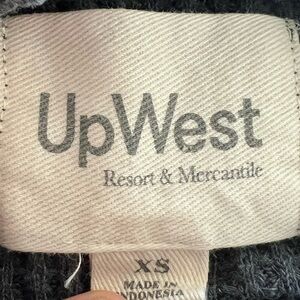 UpWest
Resort & Mercantile
XS
MADE IN
INDONESIA